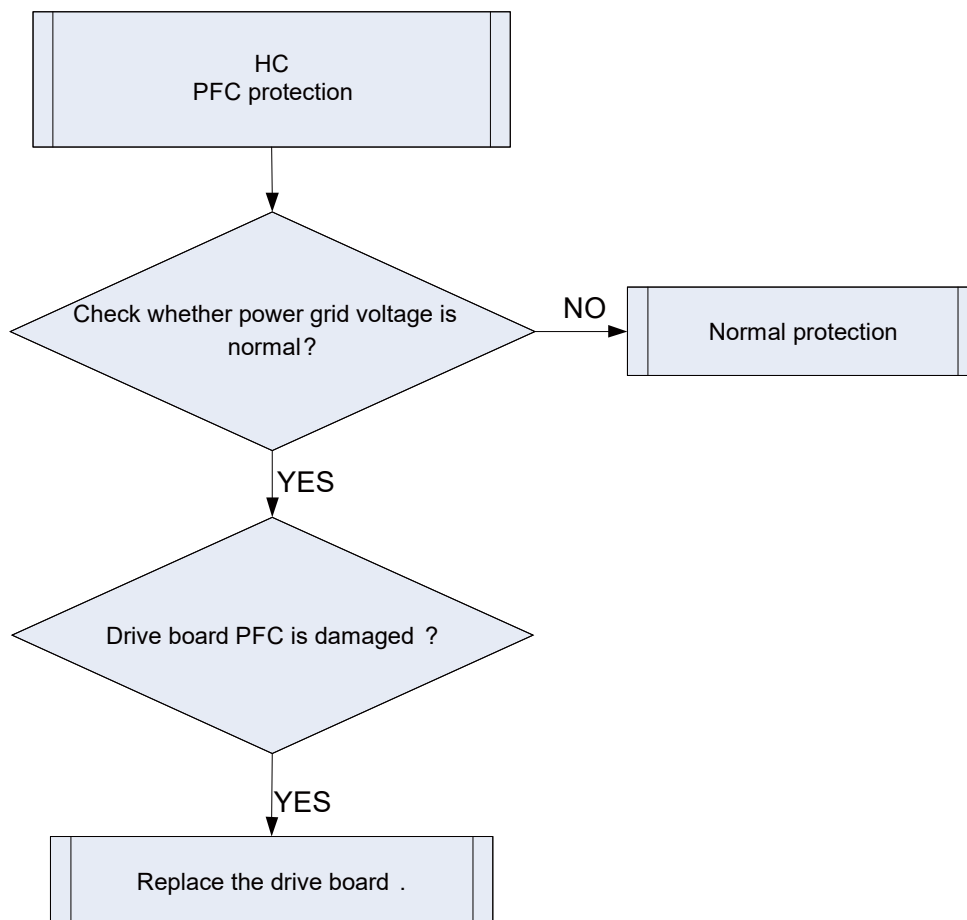 HC
PFC protection
Check whether power grid voltage is
normal?
NO
Normal protection
YES
Drive board PFC is damaged ?
YES
Replace the drive board .